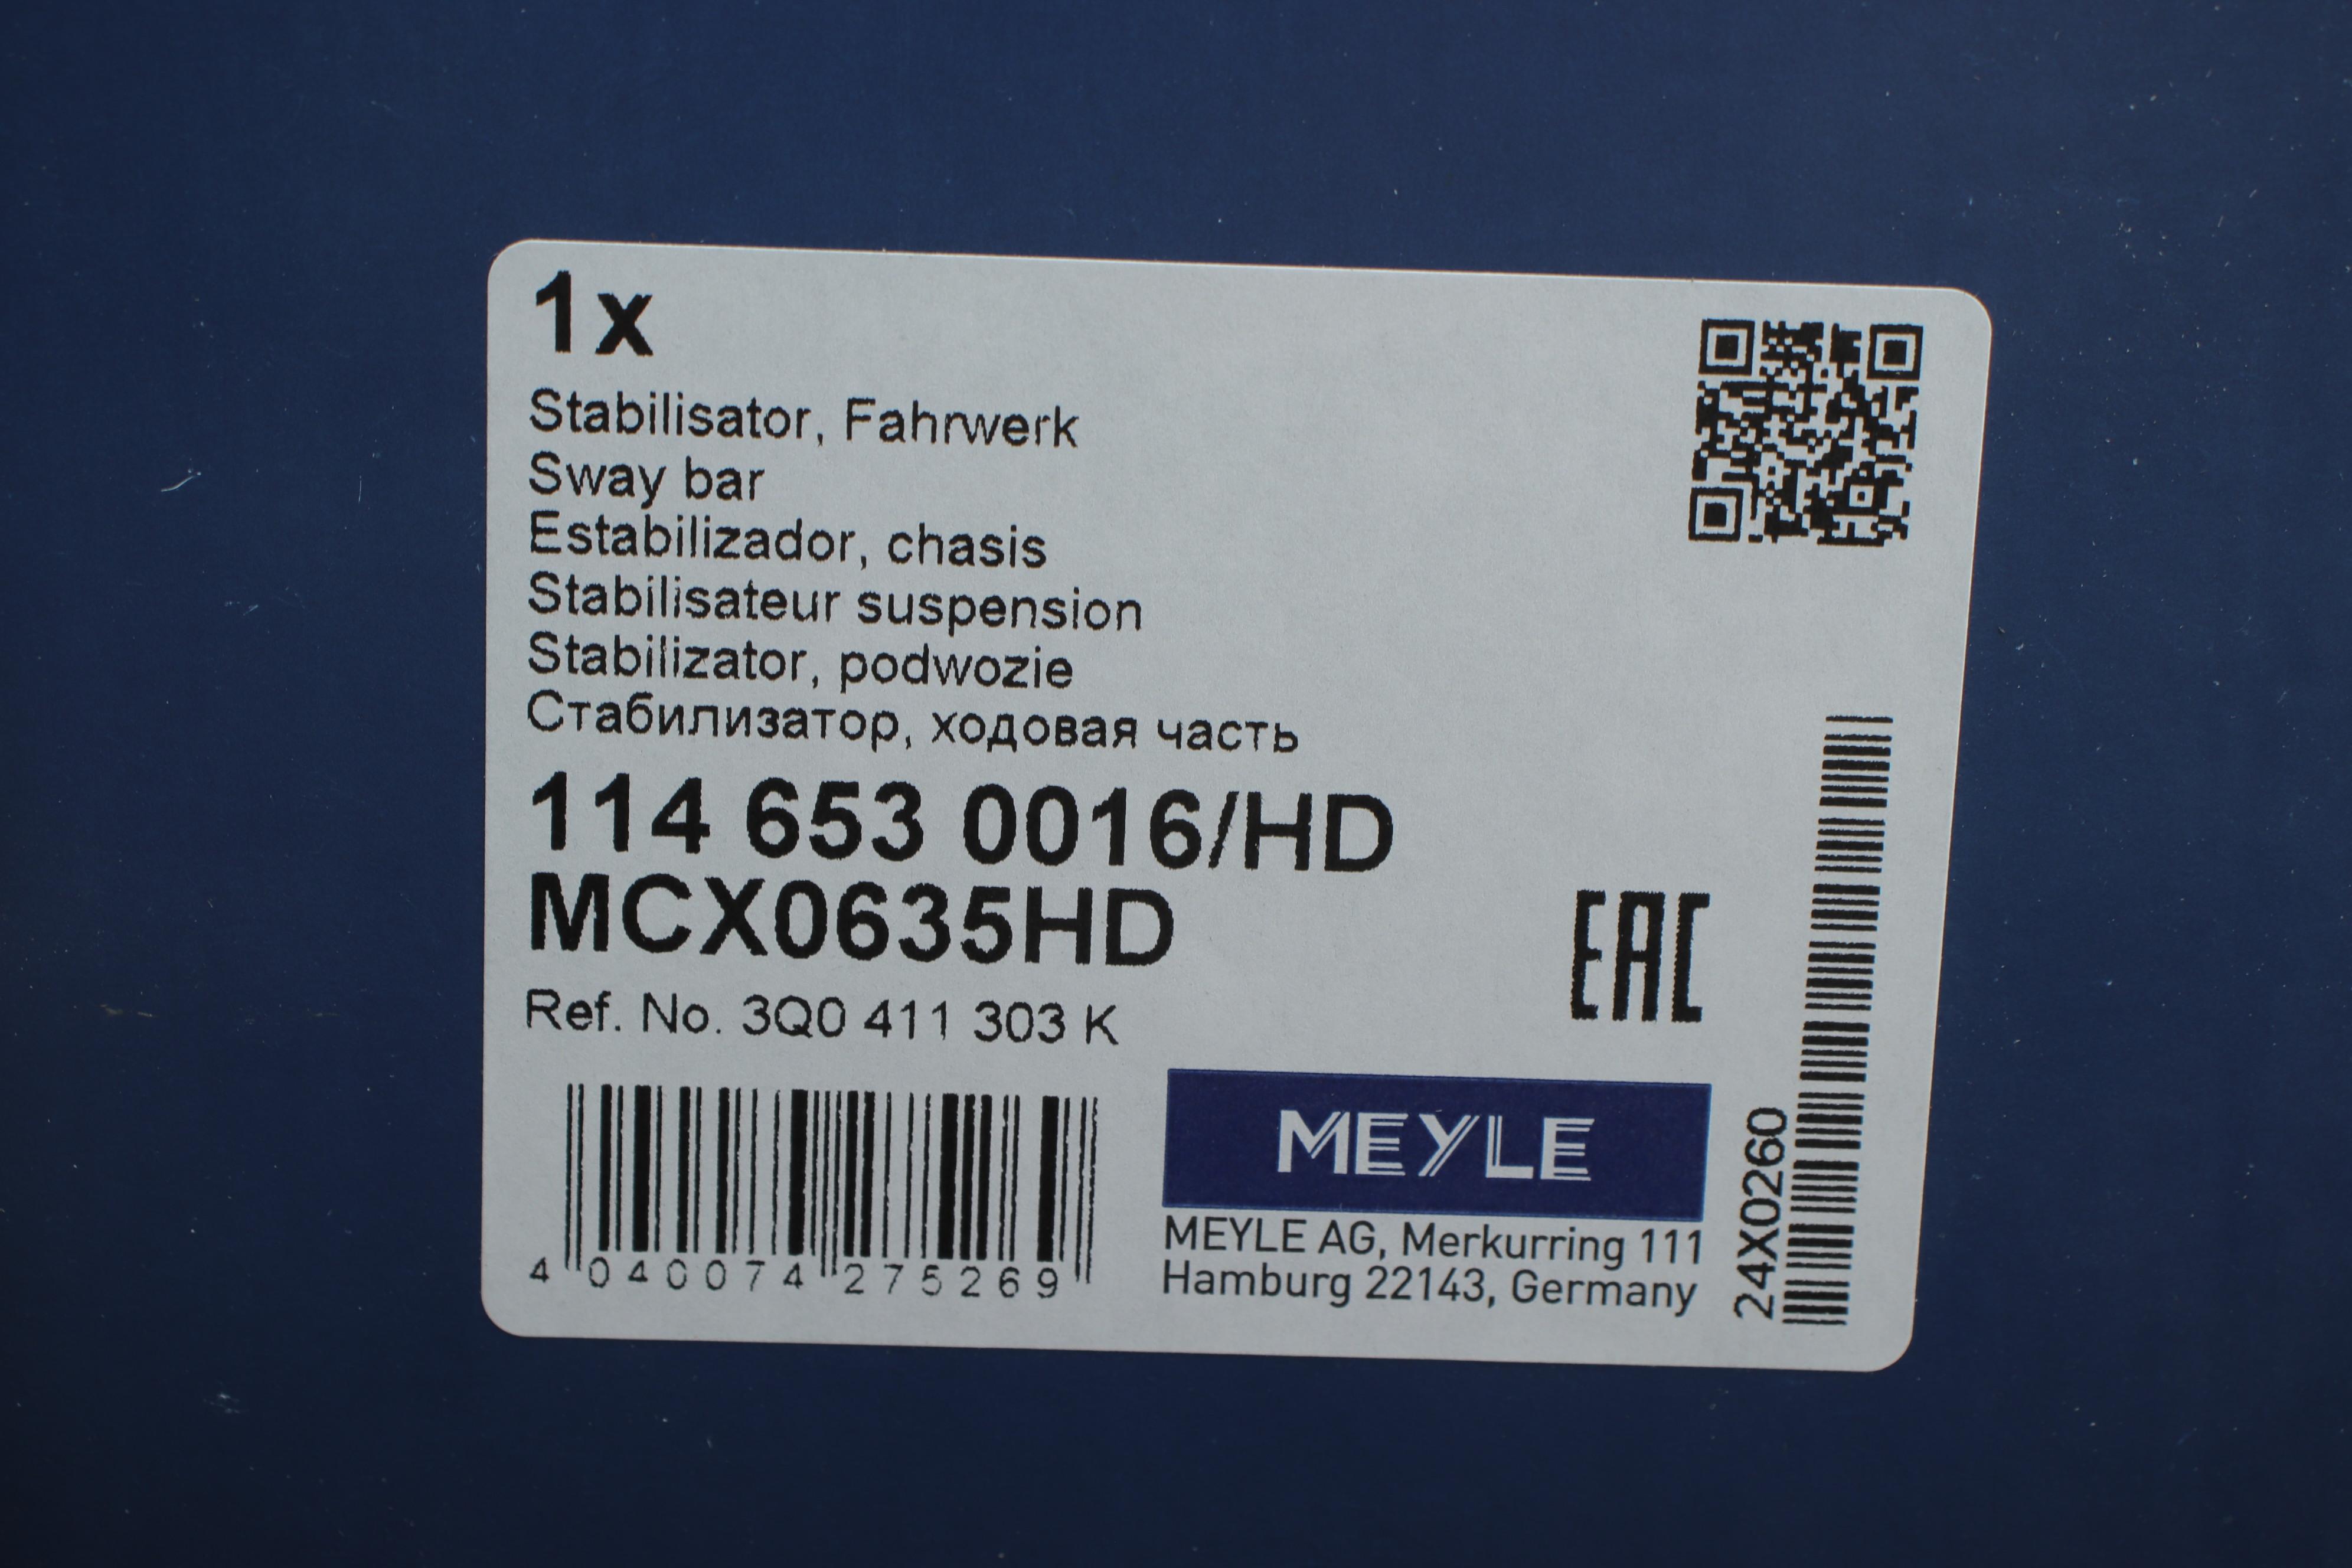 1x
Stabilisator, Fahrwerk
Sway bar
Estabilizador, chasis
Stabilisateur suspension
Stabilizator, podwozie
Стабилизатор, ходовая часть
114 653 0016/HD
MCX0635HD
Ref. No. 3Q0 411 303 K
EAC
4 040074 275269
MEYLE
MEYLE AG, Merkurring 111
Hamburg 22143, Germany
24X0260